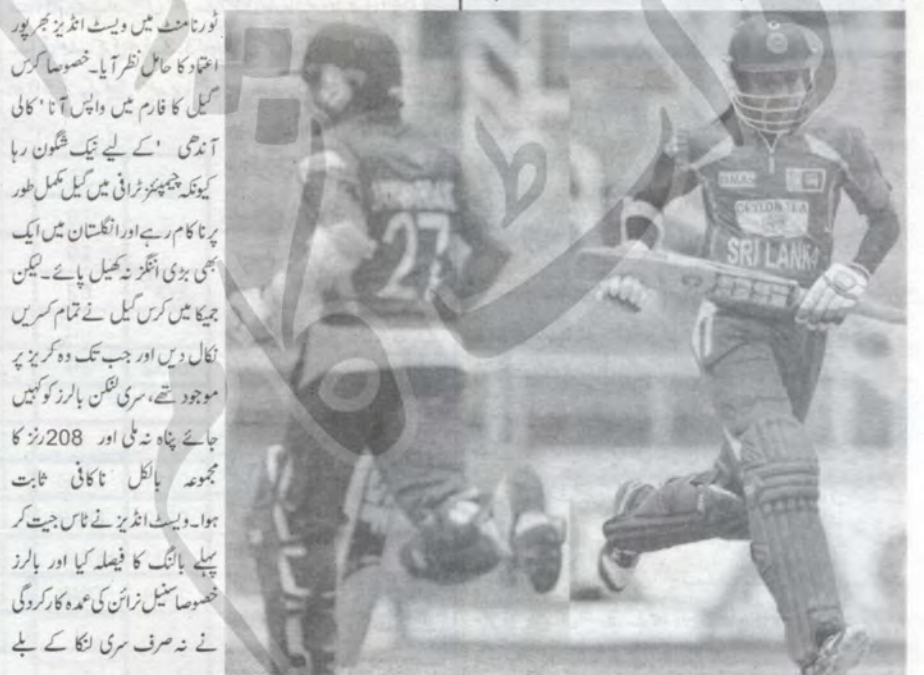 ٹورنامنٹ میں ویسٹ انڈیز بھرپور
اعتماد کا حامل نظر آیا۔ خصوصا کرس
گیل کا فارم میں واپس آنا ' کالی
آندھی ' کے لیے نیک شگون رہا
کیونکہ چیمپئنز ٹرافی میں گیل مکمل طور
پر ناکام رہے اور انگلستان میں ایک
بھی بڑی اننگز نہ کھیل پائے۔ لیکن
جمیکا میں کرس گیل نے تمام کسریں
نکال دیں اور جب تک وہ کریز پر
موجود تھے، سری لنکن بالرز کو کہیں
جائے پناہ نہ ملی اور 208 رنز کا
مجموعہ بالکل ناکافی ثابت
ہوا۔ ویسٹ انڈیز نے ٹاس جیت کر
پہلے بالنگ کا فیصلہ کیا اور بالرز
خصوصا سنیل نرائن کی عمدہ کارکردگی
نے نہ صرف سری لنکا کے بلے
27
CEYLON TEA
SRI LANKA